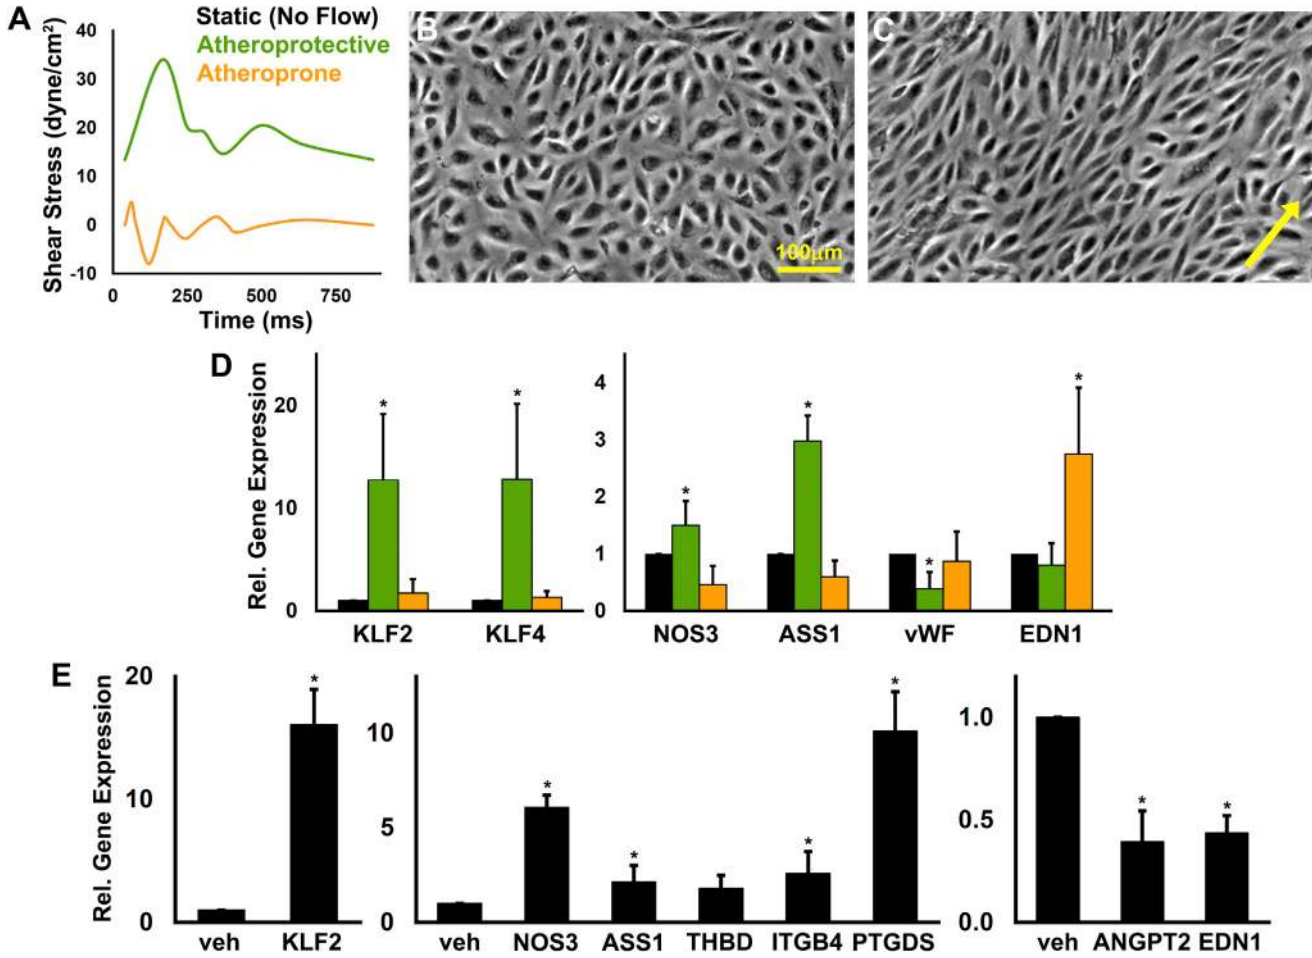 A
Static (No Flow)
Atheroprotective
Atheroprone
Shear Stress (dyne/cm²)
40
30
20
10
0
-10
0 250 500 750
Time (ms)
B
100µm
C
D
Rel. Gene Expression
20
10
0
* *
KLF2 KLF4
4
3
2
1
0
* * * *
NOS3 ASS1 vWF EDN1
E
Rel. Gene Expression
20
10
0
*
veh KLF2
10
5
0
* * * *
veh NOS3 ASS1 THBD ITGB4 PTGDS
1.0
0.5
0.0
* *
veh ANGPT2 EDN1